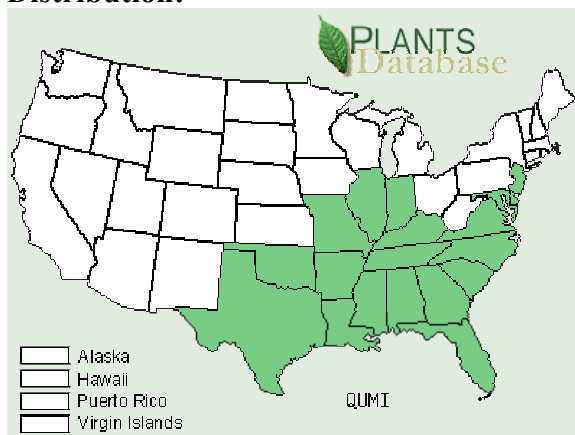 Distribution:
PLANTS
Database
Alaska
Hawaii
Puerto Rico
Virgin Islands
QUMI